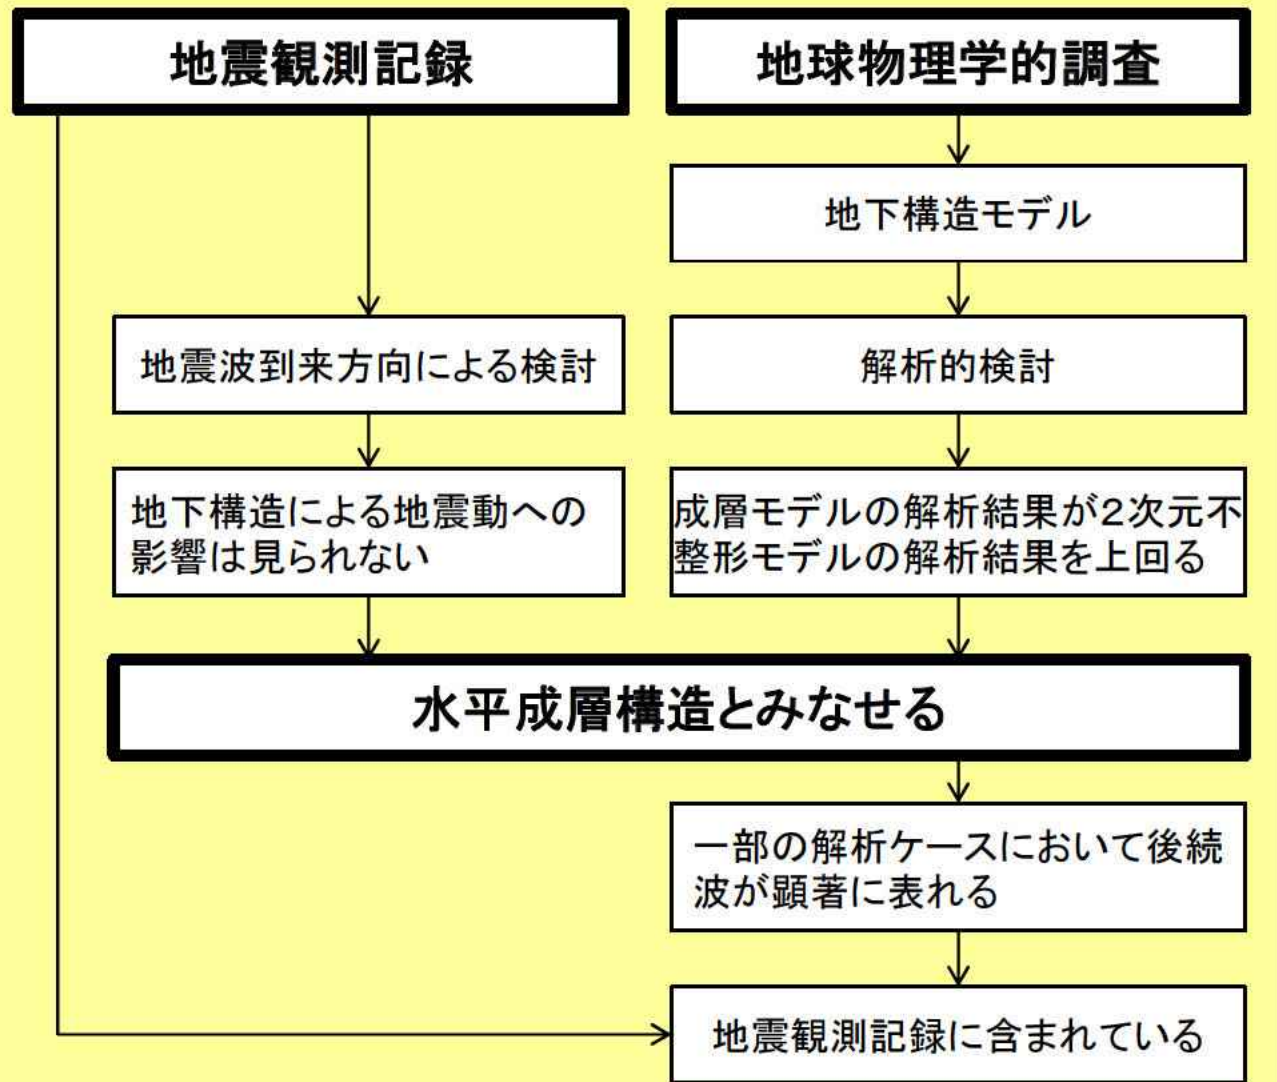 地震観測記録
地球物理学的調査
地下構造モデル
地震波到来方向による検討
解析的検討
地下構造による地震動への
影響は見られない
成層モデルの解析結果が2次元不
整形モデルの解析結果を上回る
水平成層構造とみなせる
一部の解析ケースにおいて後続
波が顕著に表れる
地震観測記録に含まれている